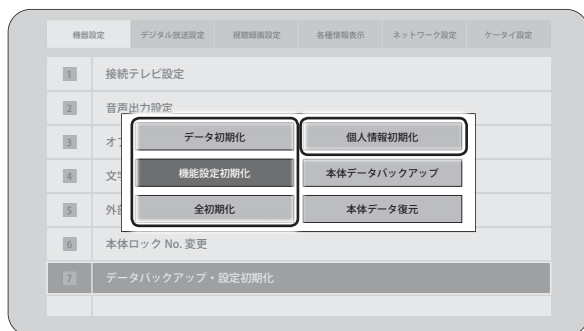 機器設定 デジタル放送設定 視聴録画設定 各種情報表示 ネットワーク設定 ケータイ設定
1 接続テレビ設定
2 音声出力設定
3 オ
データ初期化 個人情報初期化
4 文字
機能設定初期化 本体データバックアップ
5 外部
全初期化 本体データ復元
6 本体ロック No. 変更
7 データバックアップ・設定初期化